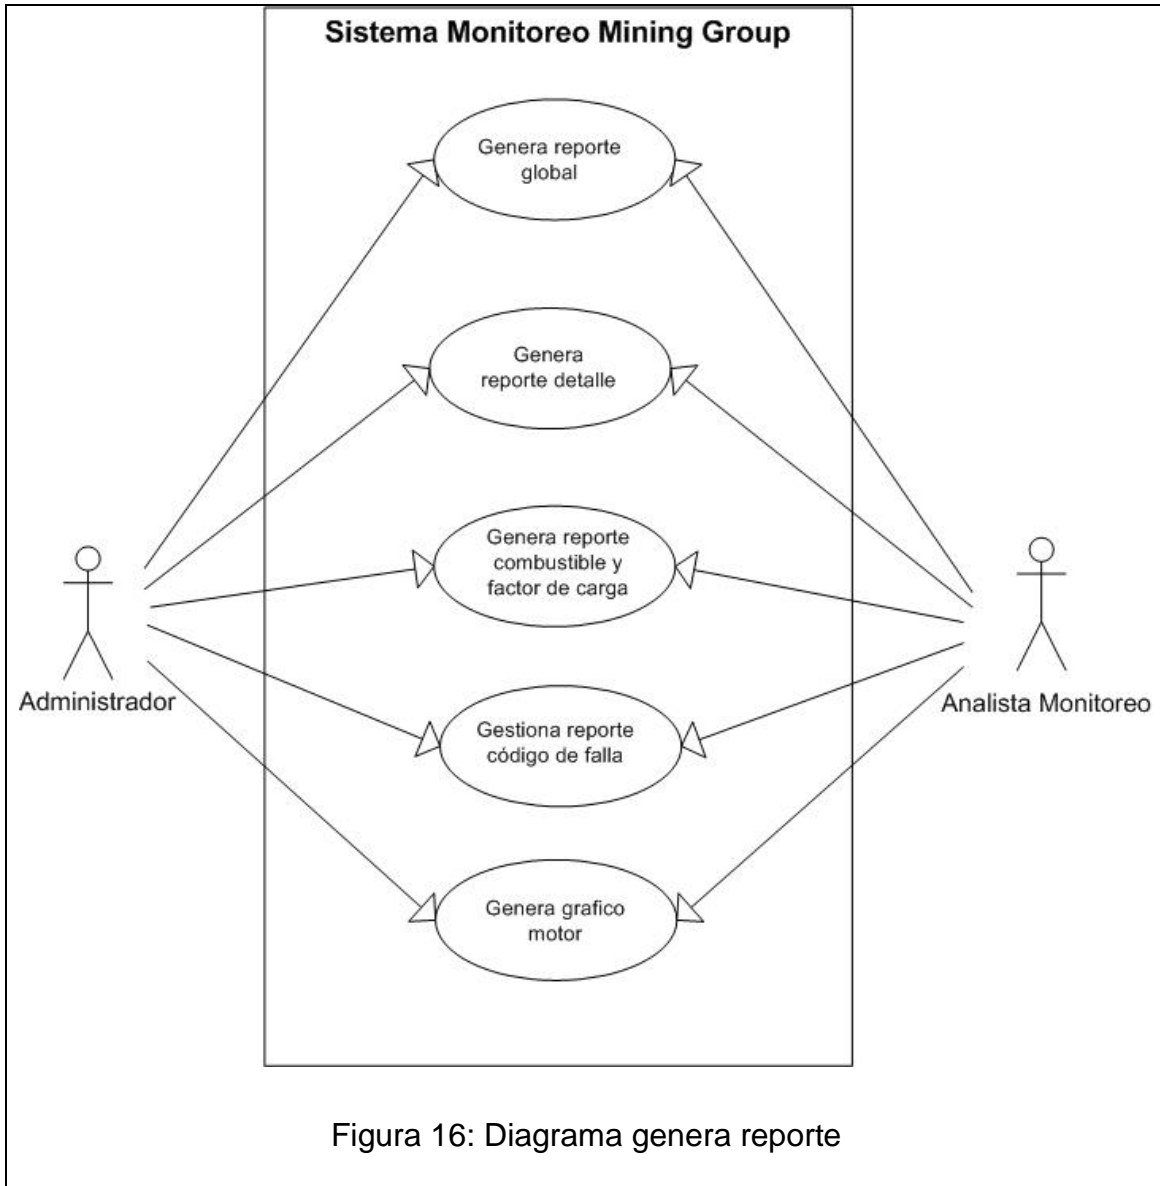 Sistema Monitoreo Mining Group
Genera reporte
global
Genera
reporte detalle
Genera reporte
combustible y
factor de carga
Administrador
Analista Monitoreo
Gestiona reporte
código de falla
Genera grafico
motor
Figura 16: Diagrama genera reporte